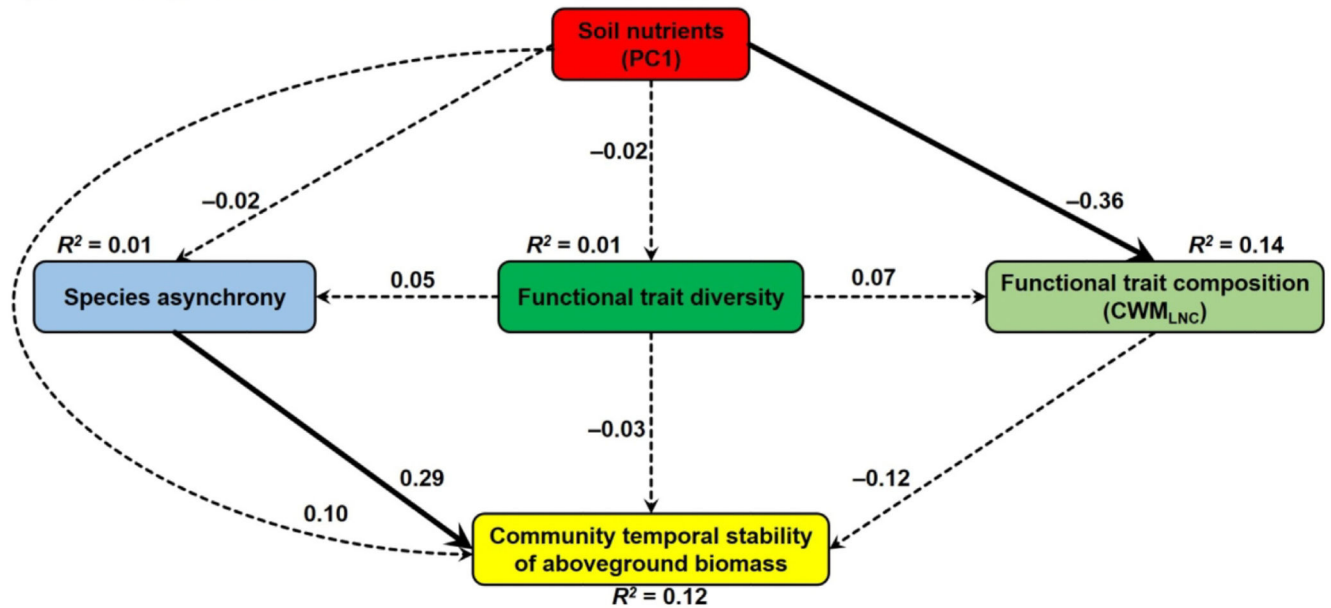 Soil nutrients
(PC1)
–0.02
–0.02
–0.36
R² = 0.01
R² = 0.01
R² = 0.14
Species asynchrony
0.05
Functional trait diversity
0.07
Functional trait composition
(CWM_LNC)
–0.03
0.29
–0.12
0.10
Community temporal stability
of aboveground biomass
R² = 0.12